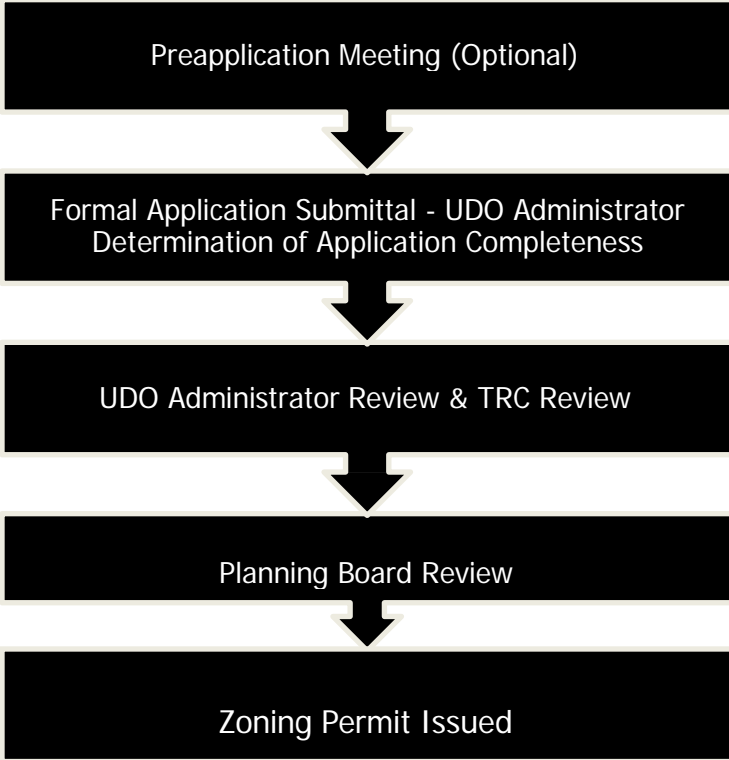 Preapplication Meeting (Optional)
Formal Application Submittal - UDO Administrator
Determination of Application Completeness
UDO Administrator Review & TRC Review
Planning Board Review
Zoning Permit Issued